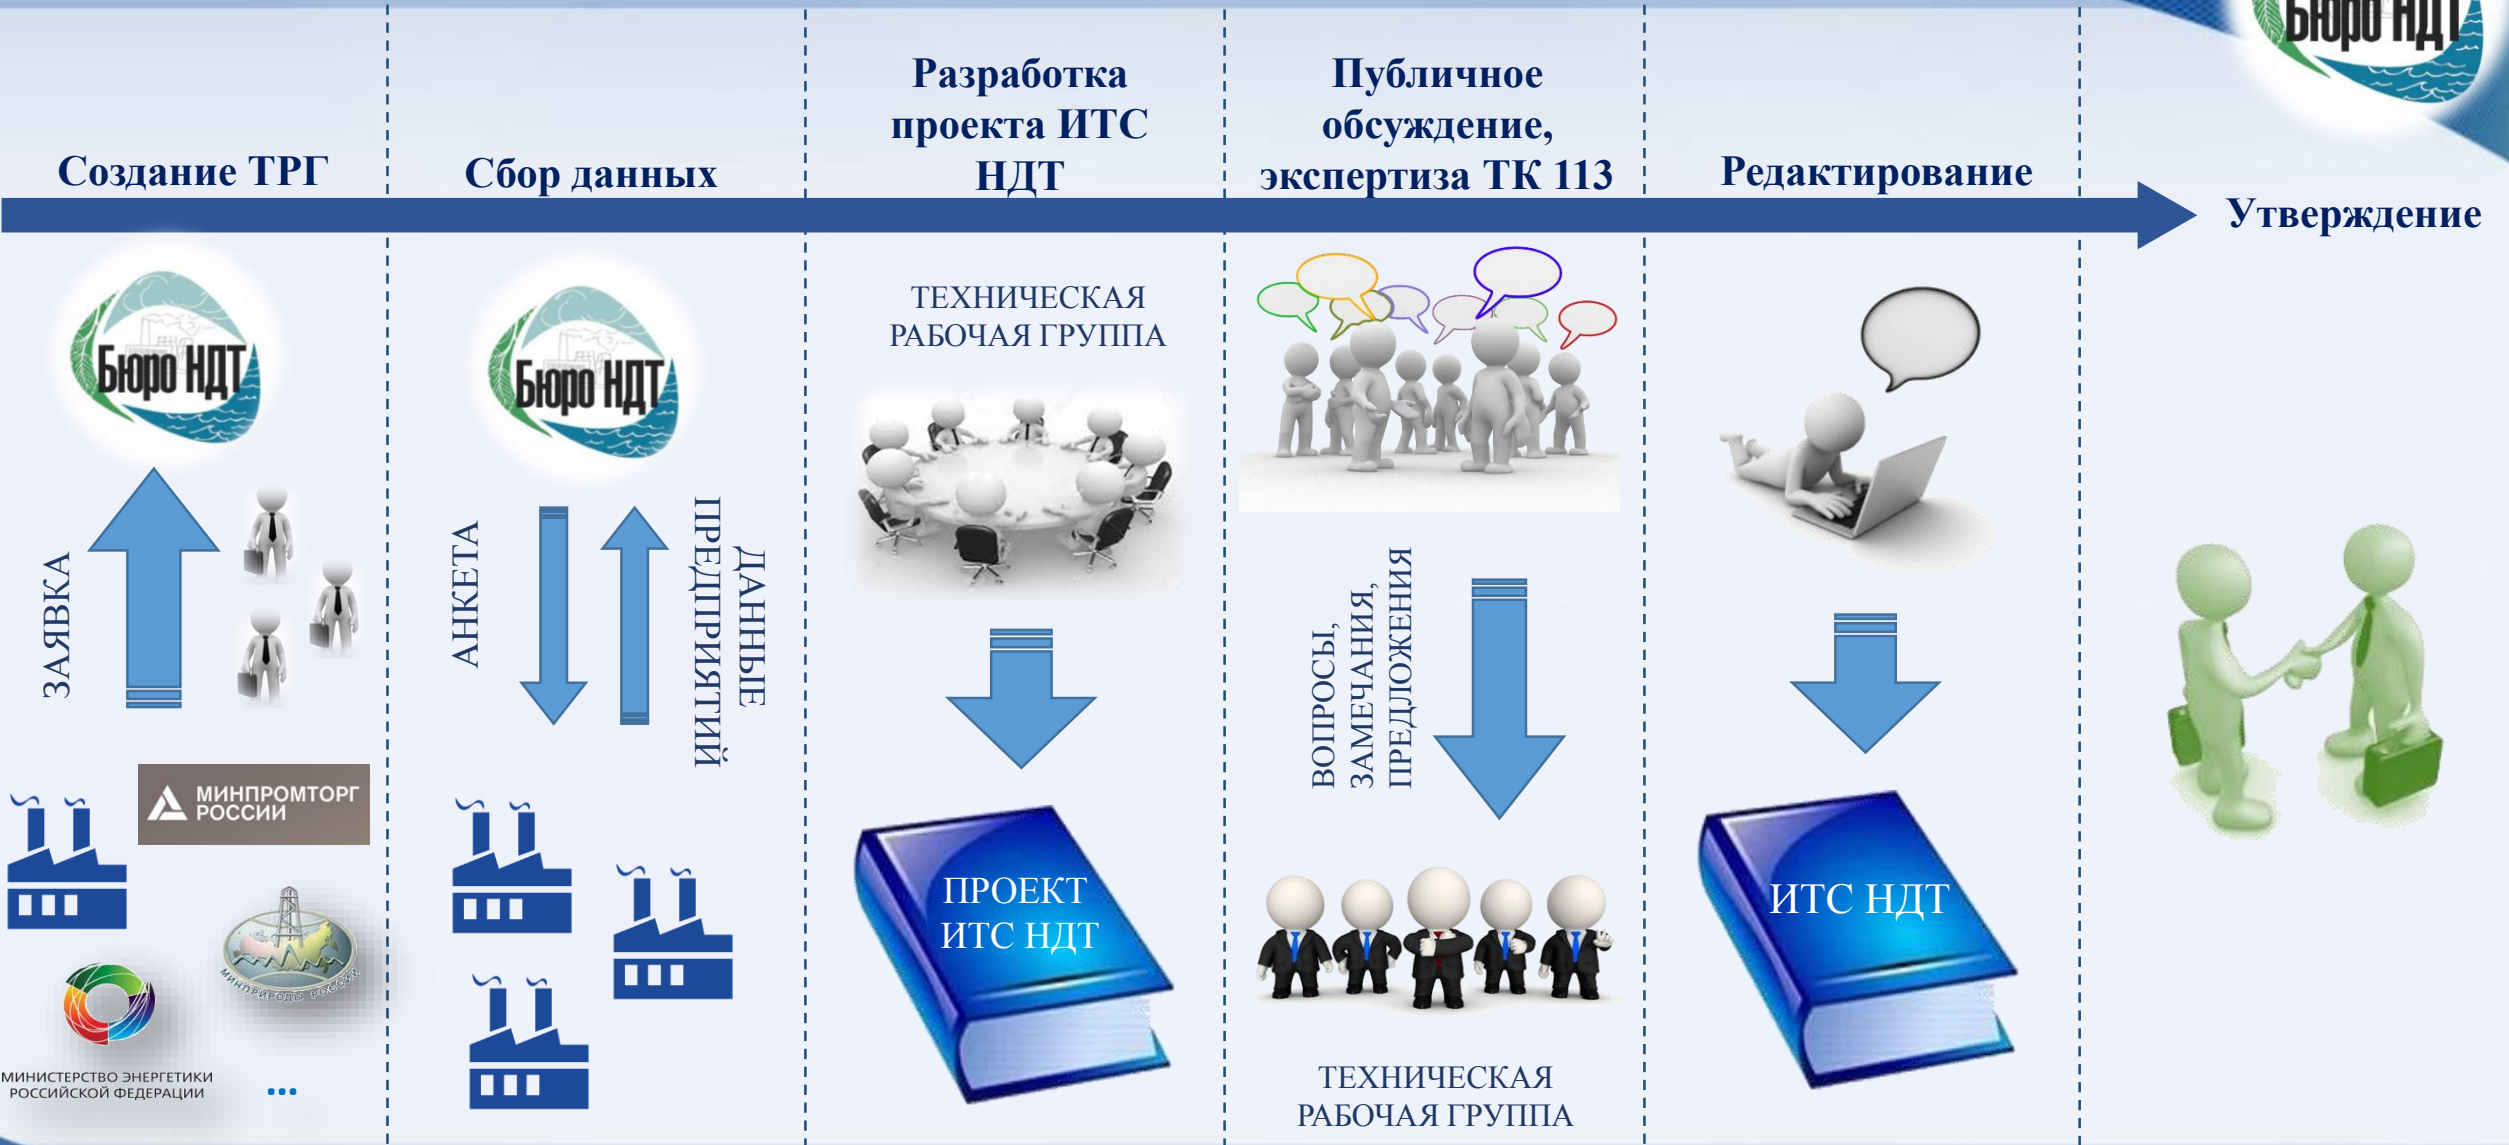 Бюро НДТ
Создание ТРГ
Сбор данных
Разработка
проекта ИТС
НДТ
Публичное
обсуждение,
экспертиза ТК 113
Редактирование
Утверждение
Бюро НДТ
ЗАЯВКА
МИНПРОМТОРГ
РОССИИ
МИНПРИРОДЫ РОССИИ
МИНИСТЕРСТВО ЭНЕРГЕТИКИ
РОССИЙСКОЙ ФЕДЕРАЦИИ
...
Бюро НДТ
АНКЕТА
ДАННЫЕ
ПРЕДПРИЯТИЙ
ТЕХНИЧЕСКАЯ
РАБОЧАЯ ГРУППА
ПРОЕКТ
ИТС НДТ
ВОПРОСЫ,
ЗАМЕЧАНИЯ,
ПРЕДЛОЖЕНИЯ
ТЕХНИЧЕСКАЯ
РАБОЧАЯ ГРУППА
ИТС НДТ